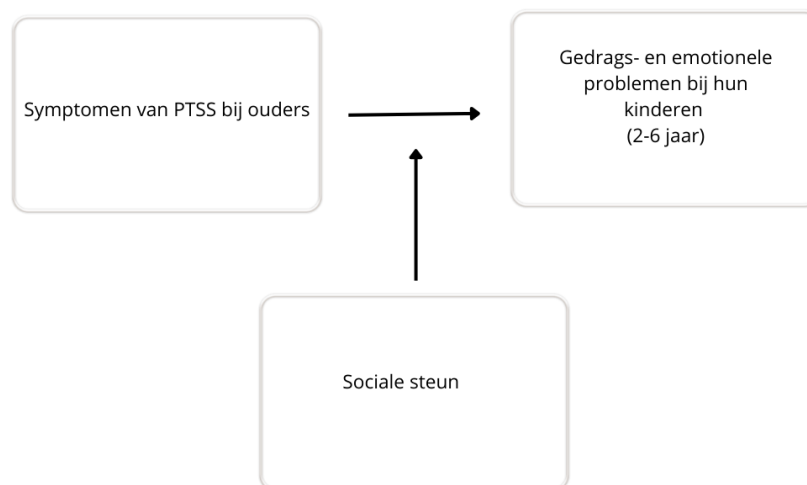 Symptomen van PTSS bij ouders
Gedrags- en emotionele
problemen bij hun
kinderen
(2-6 jaar)
Sociale steun